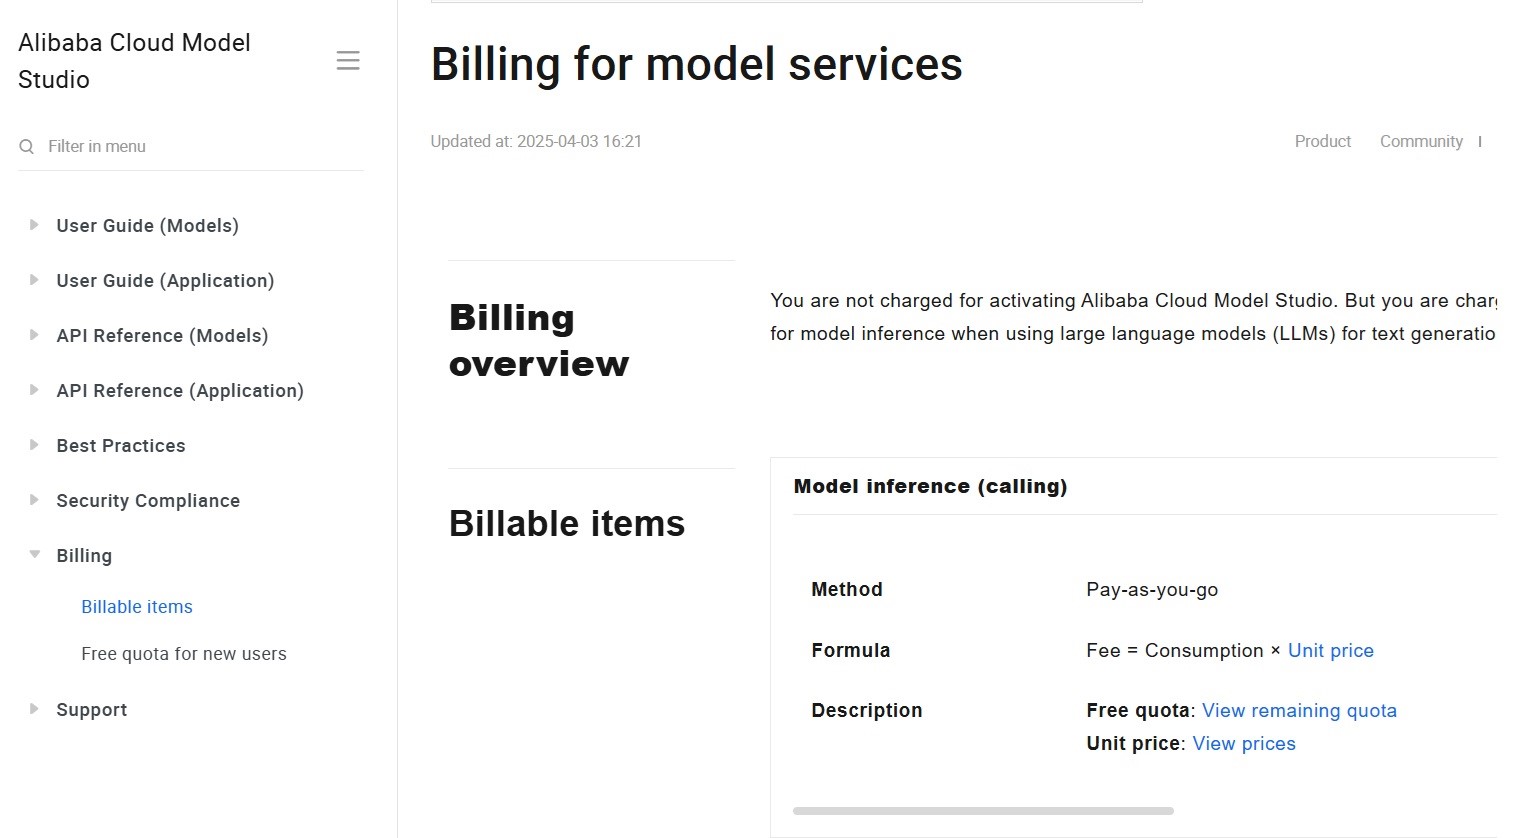 Alibaba Cloud Model
Studio
Filter in menu
User Guide (Models)
User Guide (Application)
API Reference (Models)
API Reference (Application)
Best Practices
Security Compliance
Billing
Billable items
Free quota for new users
Support
Billing for model services
Updated at: 2025-04-03 16:21
Product Community
Billing
overview
You are not charged for activating Alibaba Cloud Model Studio. But you are
for model inference when using large language models (LLMs) for text
Billable items
Model inference (calling)
Method Pay-as-you-go
Formula Fee = Consumption × Unit price
Description Free quota: View remaining quota
Unit price: View prices